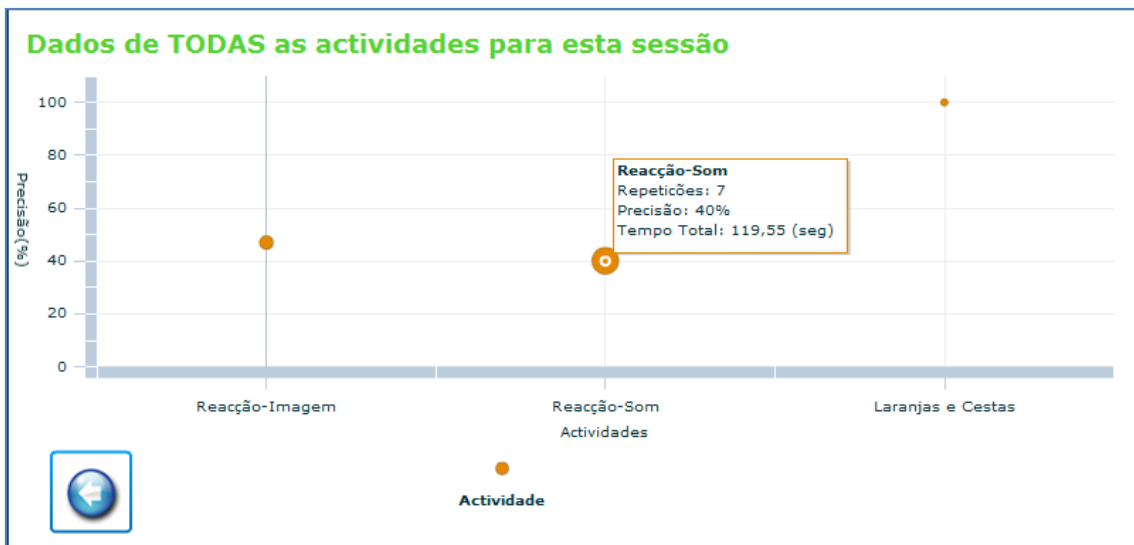 Dados de TODAS as actividades para esta sessão
100
80
60
40
20
0
Precisão(%)
Reacção-Som
Repeticões: 7
Precisão: 40%
Tempo Total: 119,55 (seg)
Reacção-Imagem
Reacção-Som
Laranjas e Cestas
Actividades
Actividade